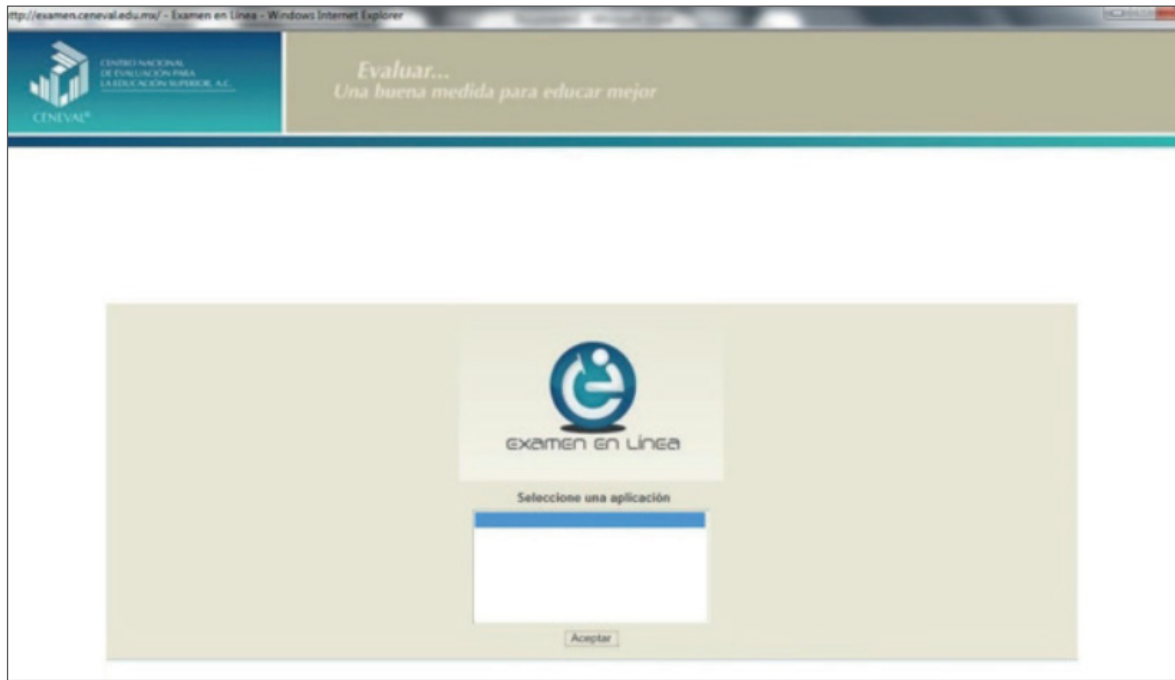 ttp://examen.ceneval.edu.mx/ - Examen en Línea - Windows Internet Explorer
CENTRO NACIONAL
DE EVALUACIÓN PARA
LA EDUCACIÓN SUPERIOR, A.C.
CENEVAL®
Evaluar...
Una buena medida para educar mejor
examen en Línea
Seleccione una aplicación
Aceptar